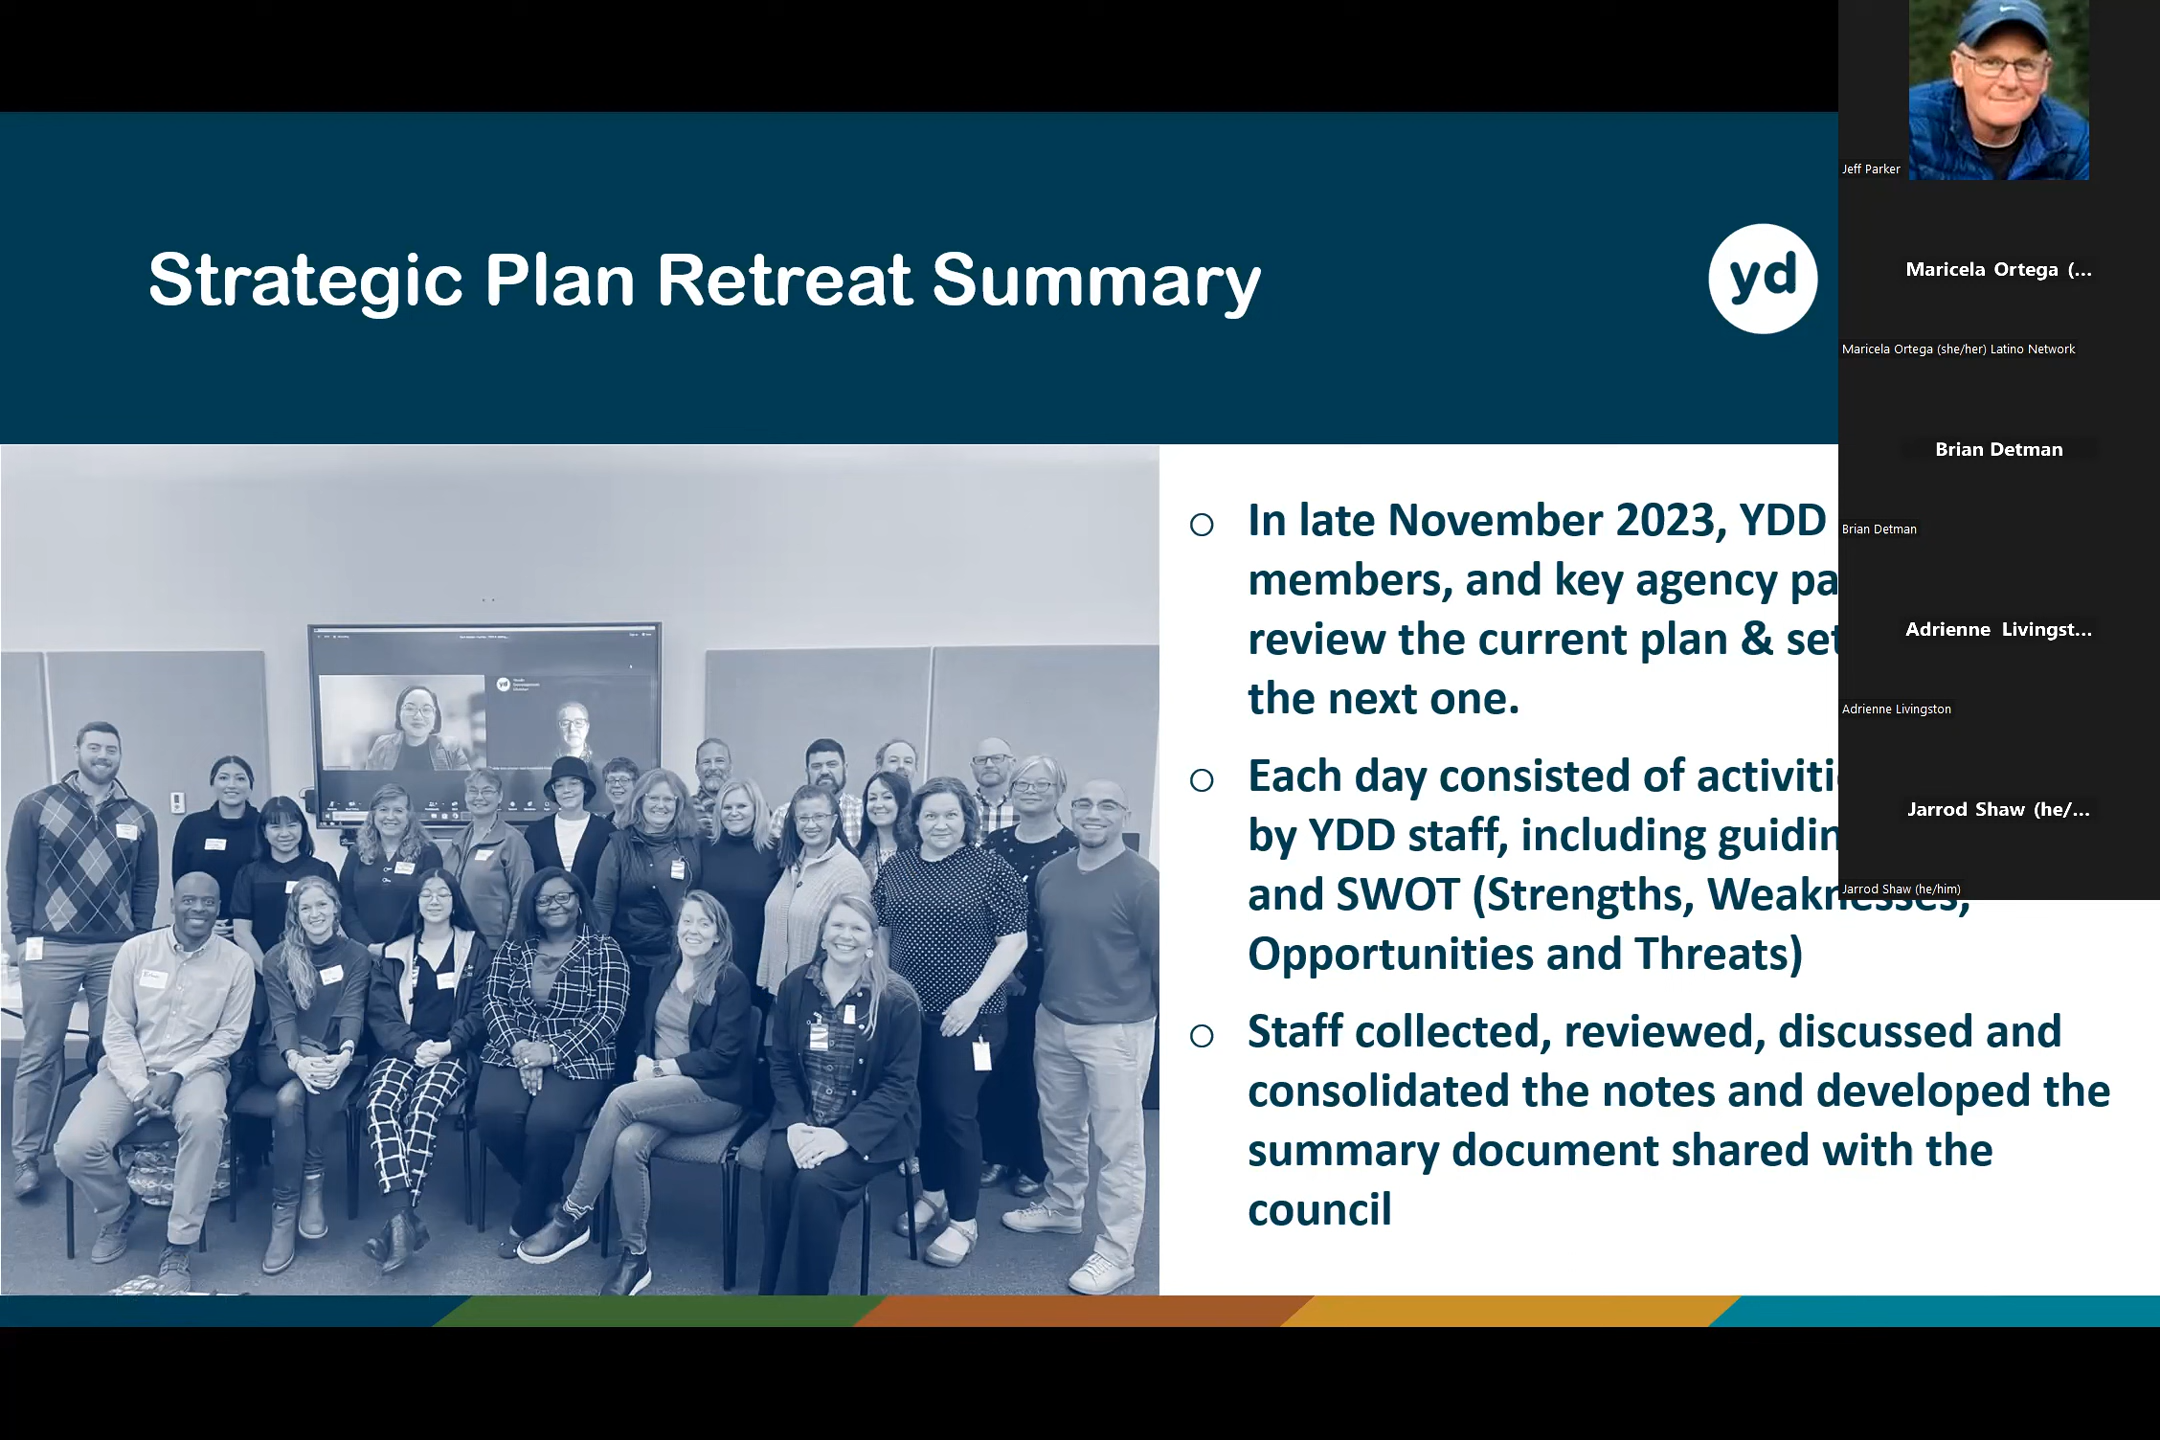 Strategic Plan Retreat Summary
yd
In late November 2023, YDD
members, and key agency pa
review the current plan & set
the next one.
Each day consisted of activiti
by YDD staff, including guidin
and SWOT (Strengths, Weaknesses,
Opportunities and Threats)
Staff collected, reviewed, discussed and
consolidated the notes and developed the
summary document shared with the
council
Jeff Parker
Maricela Ortega (...
Maricela Ortega (she/her) Latino Network
Brian Detman
Brian Detman
Adrienne Livingst...
Adrienne Livingston
Jarrod Shaw (he/...
Jarrod Shaw (he/him)
yd